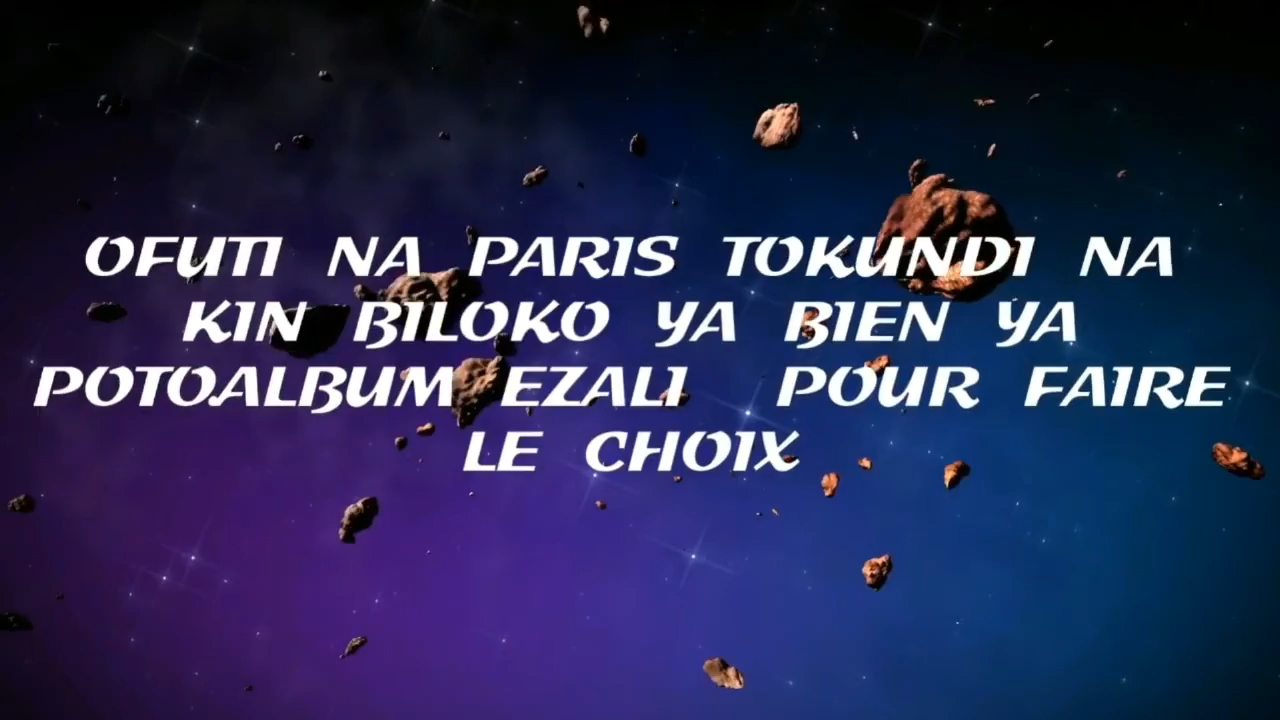 OFUTI NA PARIS TOKUNDI NA
KIN BILOKO YA BIEN YA
POTOALBUM EZALI POUR FAIRE
LE CHOIX